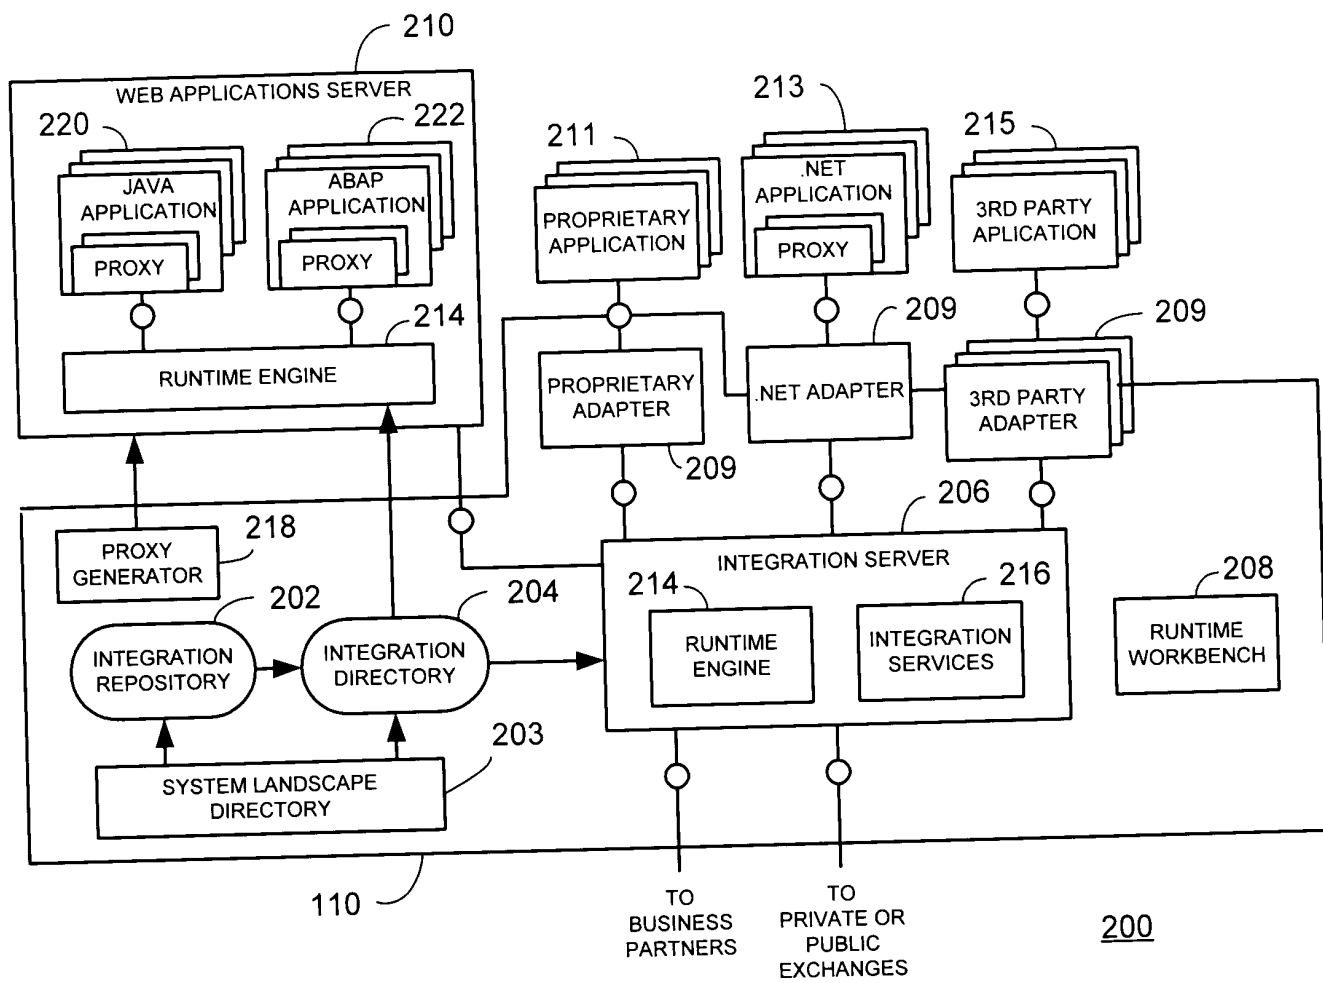 210
WEB APPLICATIONS SERVER
220
222
JAVA
APPLICATION
PROXY
ABAP
APPLICATION
PROXY
214
RUNTIME ENGINE
211
PROPRIETARY
APPLICATION
213
.NET
APPLICATION
PROXY
215
3RD PARTY
APLICATION
PROPRIETARY
ADAPTER
209
209
.NET ADAPTER
209
3RD PARTY
ADAPTER
218
PROXY
GENERATOR
202
INTEGRATION
REPOSITORY
204
INTEGRATION
DIRECTORY
203
SYSTEM LANDSCAPE
DIRECTORY
206
INTEGRATION SERVER
214
RUNTIME
ENGINE
216
INTEGRATION
SERVICES
208
RUNTIME
WORKBENCH
110
TO
BUSINESS
PARTNERS
TO
PRIVATE OR
PUBLIC
EXCHANGES
200